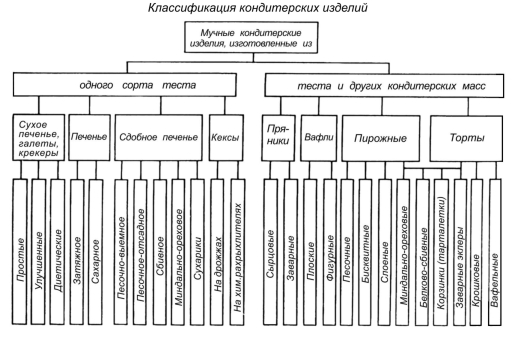 Классификация кондитерских изделий
Мучные кондитерские
изделия, изготовленные из
одного сорта теста
теста и других кондитерских масс
Сухое
печенье,
галеты,
крекеры
Печенье
Сдобное печенье
Кексы
Пря-
ники
Вафли
Пирожные
Торты
Простые
Улучшенные
Диетические
Затяжное
Сахарное
Песочно-выемное
Песочное-отсадное
Сбивное
Миндально-ореховое
Сухарики
На дрожжах
На хим.разрыхлителях
Сырцовые
Заварные
Плоские
Фигурные
Песочные
Бисквитные
Слоеные
Миндально-ореховые
Белково-сбивные
Корзинки (тарталетки)
Заварные эклеры
Крошковые
Вафельные